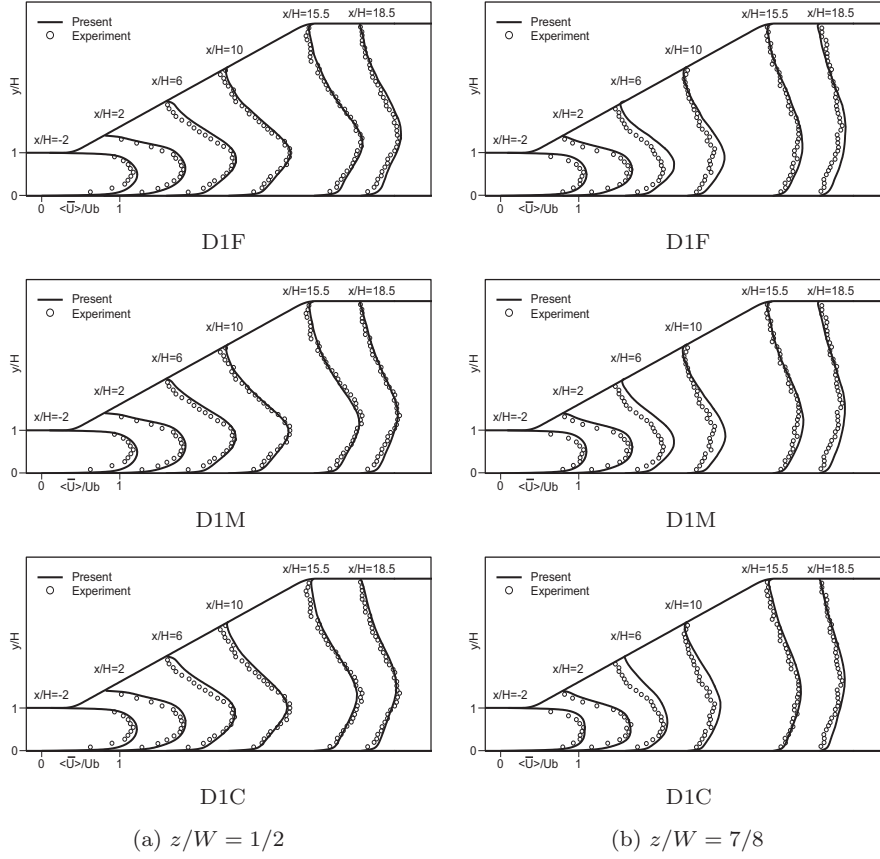 Present
Experiment
x/H=-2
x/H=2
x/H=6
x/H=10
x/H=15.5
x/H=18.5
y/H
1
0
0
<U̅>/Ub
1
D1F
Present
Experiment
x/H=-2
x/H=2
x/H=6
x/H=10
x/H=15.5
x/H=18.5
y/H
1
0
0
<U̅>/Ub
1
D1F
Present
Experiment
x/H=-2
x/H=2
x/H=6
x/H=10
x/H=15.5
x/H=18.5
y/H
1
0
0
<U̅>/Ub
1
D1M
Present
Experiment
x/H=-2
x/H=2
x/H=6
x/H=10
x/H=15.5
x/H=18.5
y/H
1
0
0
<U̅>/Ub
1
D1M
Present
Experiment
x/H=-2
x/H=2
x/H=6
x/H=10
x/H=15.5
x/H=18.5
y/H
1
0
0
<U̅>/Ub
1
D1C
Present
Experiment
x/H=-2
x/H=2
x/H=6
x/H=10
x/H=15.5
x/H=18.5
y/H
1
0
0
<U̅>/Ub
1
D1C
(a) z/W = 1/2
(b) z/W = 7/8